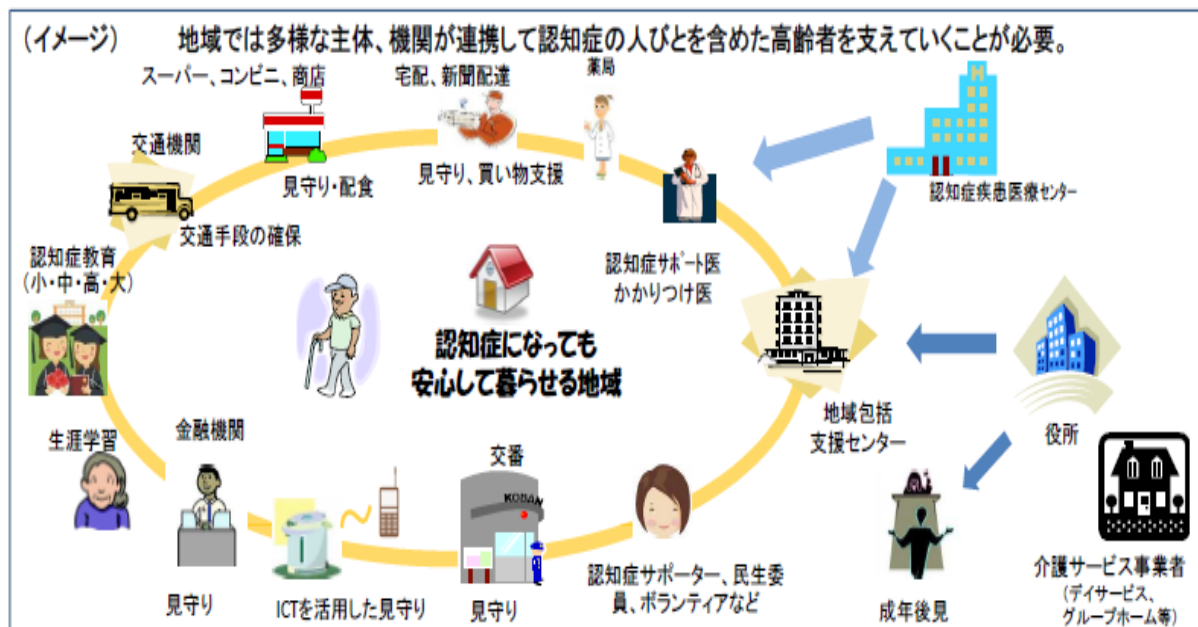 (イメージ) 地域では多様な主体、機関が連携して認知症の人びとを含めた高齢者を支えていくことが必要。
スーパー、コンビニ、商店
宅配、新聞配達
薬局
交通機関
見守り・配食
見守り、買い物支援
認知症疾患医療センター
交通手段の確保
認知症教育
(小・中・高・大)
認知症サポート医
かかりつけ医
認知症になっても
安心して暮らせる地域
地域包括
支援センター
役所
生涯学習
金融機関
交番
KOBAN
見守り
ICTを活用した見守り
見守り
認知症サポーター、民生委
員、ボランティアなど
成年後見
介護サービス事業者
(デイサービス、
グループホーム等)